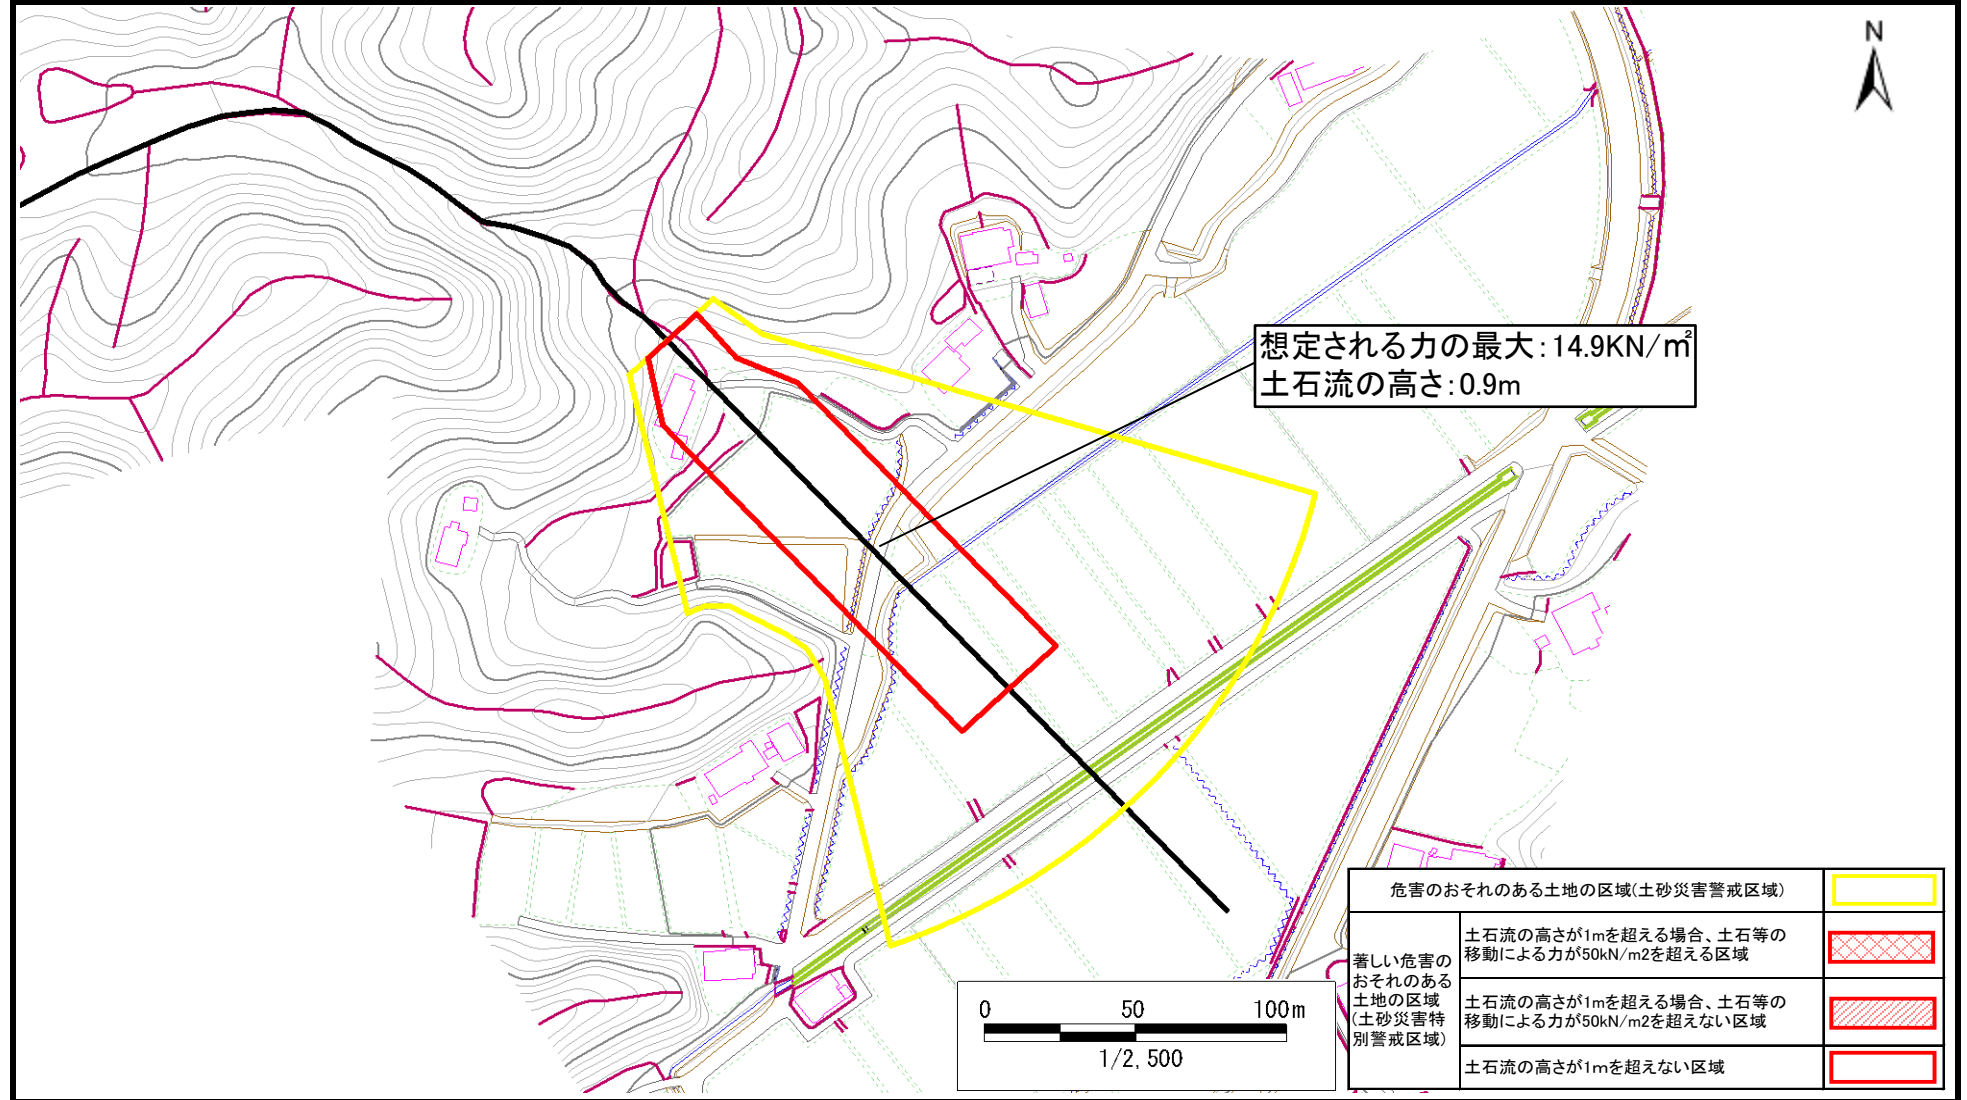 N
想定される力の最大:14.9KN/㎡
土石流の高さ:0.9m
危害のおそれのある土地の区域(土砂災害警戒区域)
著しい危害の
おそれのある
土地の区域
(土砂災害特
別警戒区域)
土石流の高さが1mを超える場合、土石等の
移動による力が50kN/m2を超える区域
土石流の高さが1mを超える場合、土石等の
移動による力が50kN/m2を超えない区域
土石流の高さが1mを超えない区域
0 50 100m
1/2,500